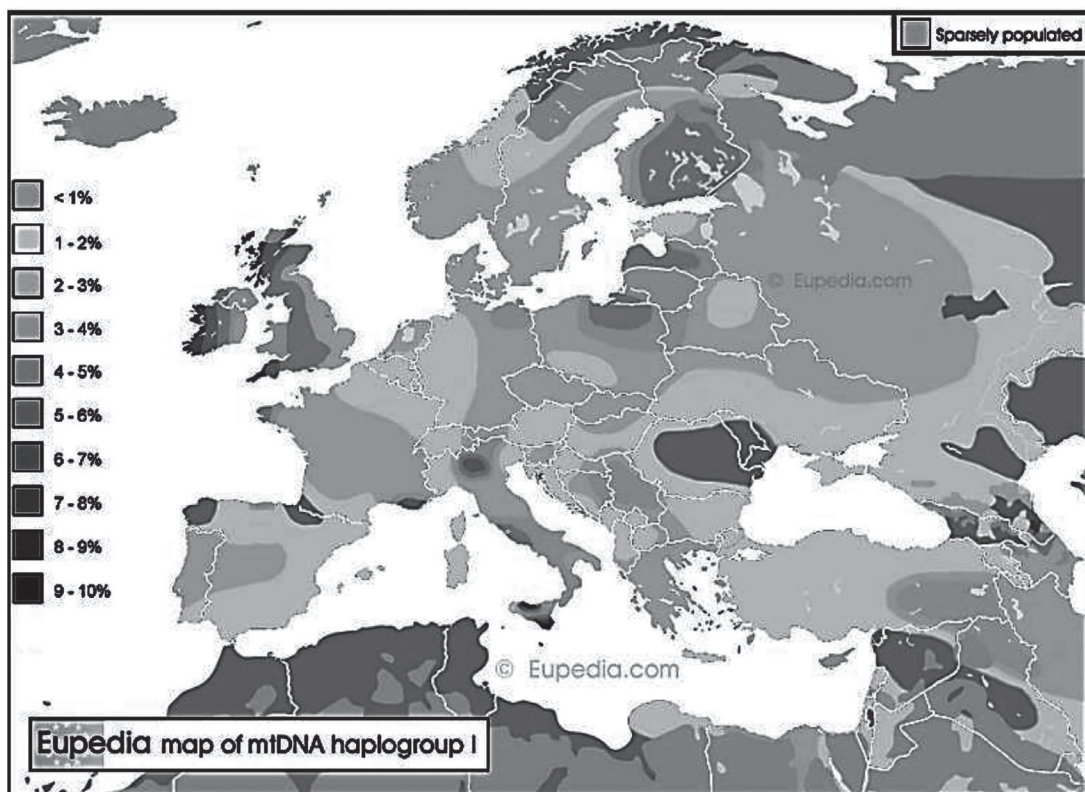 Sparsely populated
< 1%
1 - 2%
2 - 3%
3 - 4%
4 - 5%
5 - 6%
6 - 7%
7 - 8%
8 - 9%
9 - 10%
© Eupedia.com
© Eupedia.com
Eupedia map of mtDNA haplogroup I